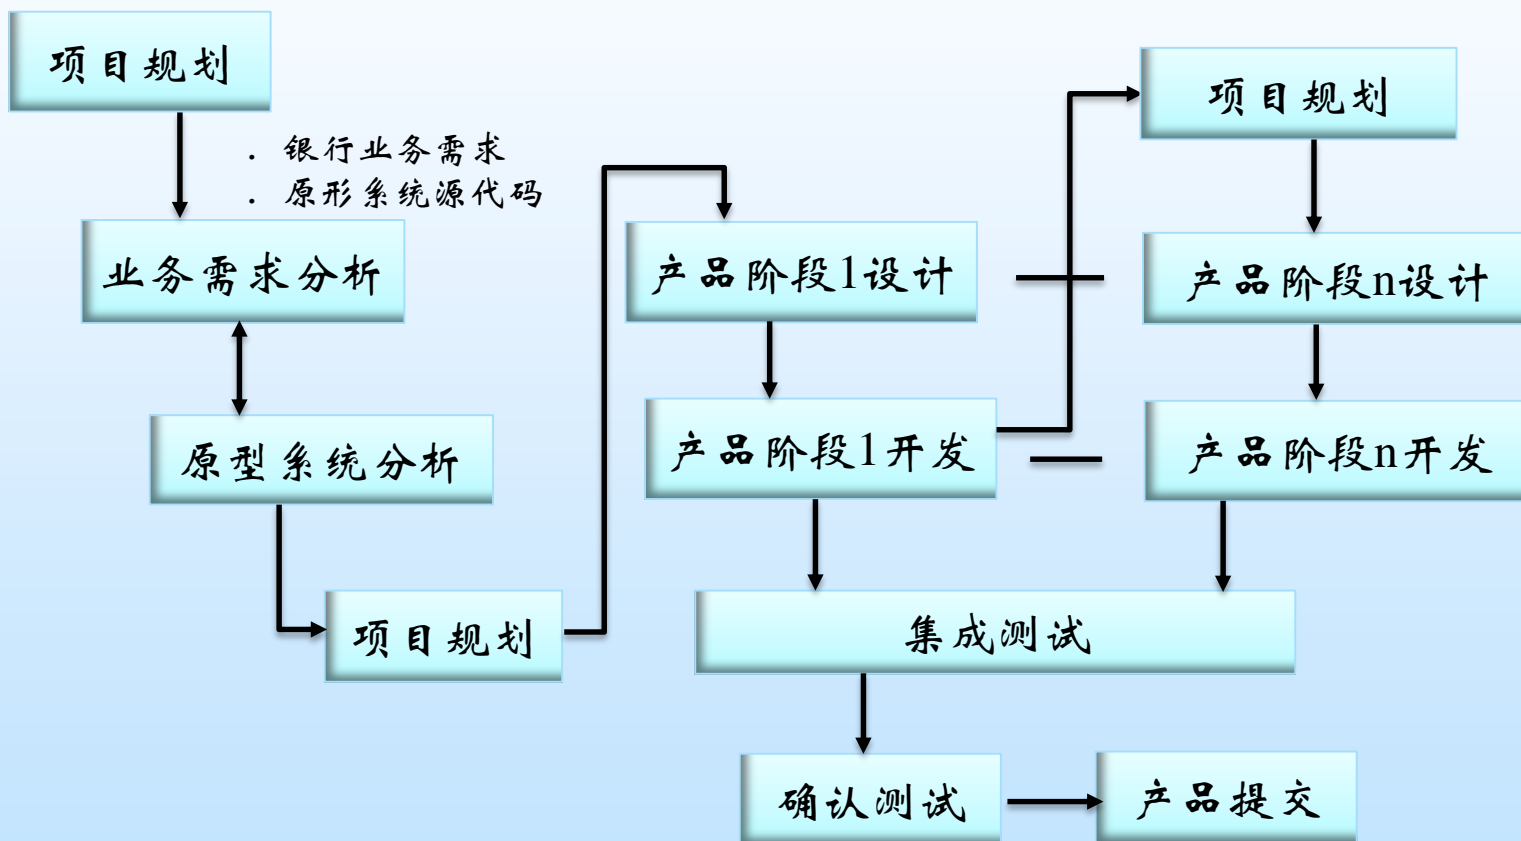 项目规划
. 银行业务需求
. 原形系统源代码
业务需求分析
原型系统分析
项目规划
产品阶段1设计
产品阶段1开发
项目规划
产品阶段n设计
产品阶段n开发
集成测试
确认测试
产品提交